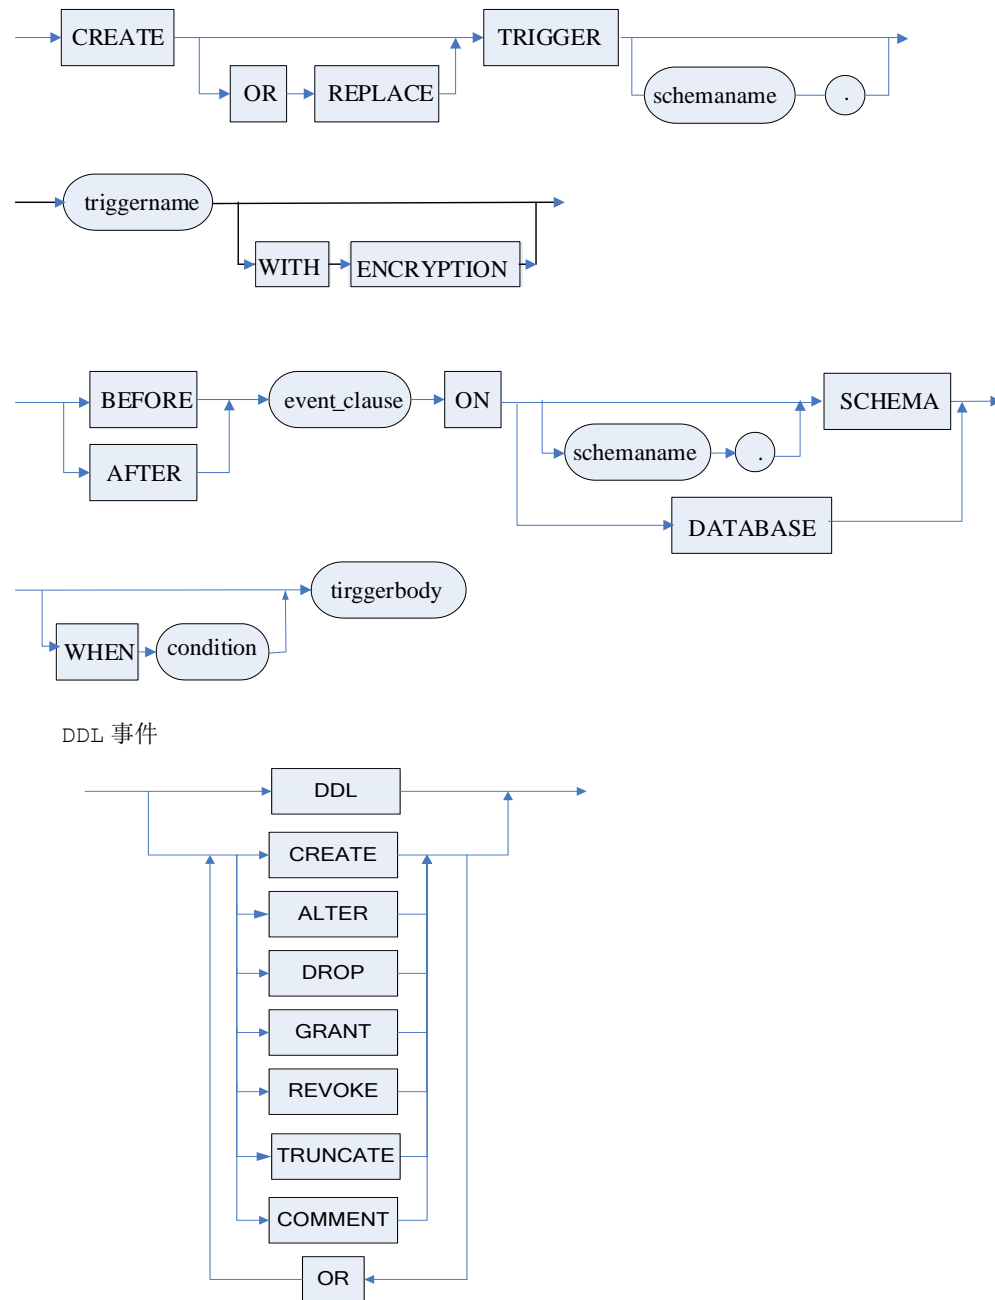 CREATE
TRIGGER
OR
REPLACE
schemaname
.
triggername
WITH
ENCRYPTION
BEFORE
event_clause
ON
SCHEMA
AFTER
schemaname
.
DATABASE
tirggerbody
WHEN
condition
DDL 事件
DDL
CREATE
ALTER
DROP
GRANT
REVOKE
TRUNCATE
COMMENT
OR